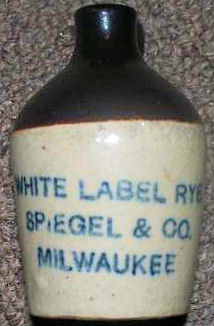 WHITE LABEL RYE
SPIEGEL & CO.
MILWAUKEE